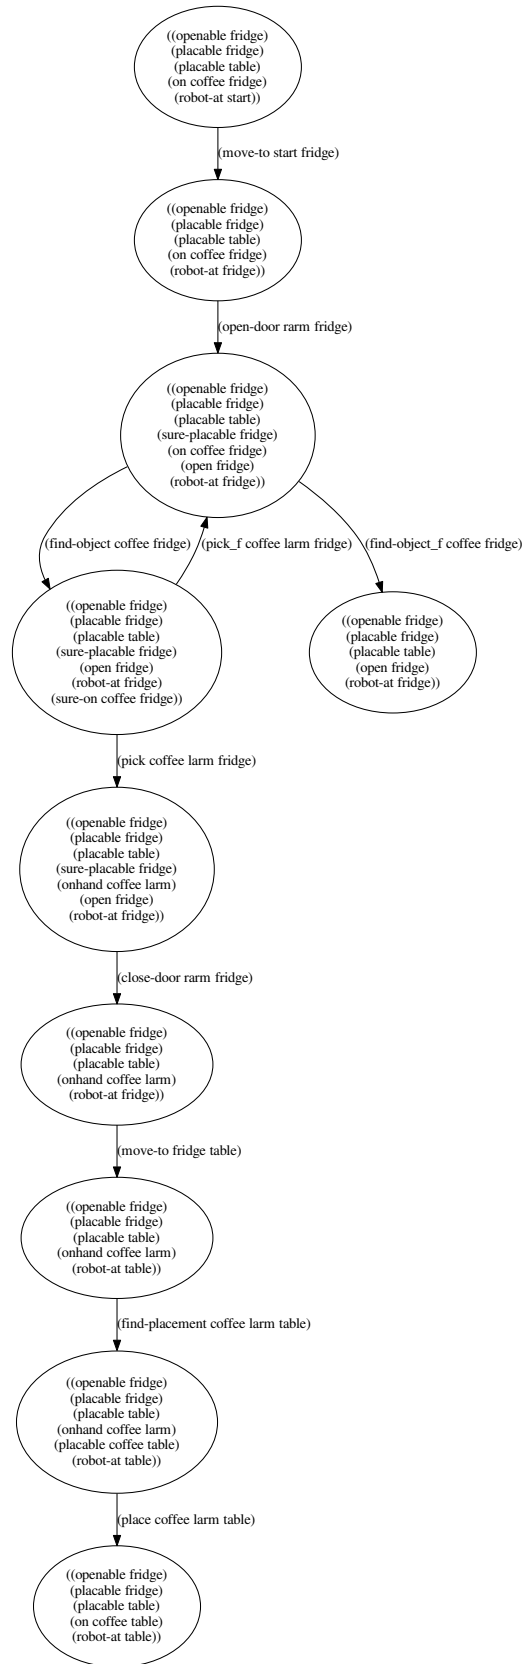 ((openable fridge)
(placable fridge)
(placable table)
(on coffee fridge)
(robot-at start))
(move-to start fridge)
((openable fridge)
(placable fridge)
(placable table)
(on coffee fridge)
(robot-at fridge))
(open-door rarm fridge)
((openable fridge)
(placable fridge)
(placable table)
(sure-placable fridge)
(on coffee fridge)
(open fridge)
(robot-at fridge))
(find-object coffee fridge)
(pick_f coffee larm fridge)
(find-object_f coffee fridge)
((openable fridge)
(placable fridge)
(placable table)
(sure-placable fridge)
(open fridge)
(robot-at fridge)
(sure-on coffee fridge))
((openable fridge)
(placable fridge)
(placable table)
(open fridge)
(robot-at fridge))
(pick coffee larm fridge)
((openable fridge)
(placable fridge)
(placable table)
(sure-placable fridge)
(onhand coffee larm)
(open fridge)
(robot-at fridge))
(close-door rarm fridge)
((openable fridge)
(placable fridge)
(placable table)
(onhand coffee larm)
(robot-at fridge))
(move-to fridge table)
((openable fridge)
(placable fridge)
(placable table)
(onhand coffee larm)
(robot-at table))
(find-placement coffee larm table)
((openable fridge)
(placable fridge)
(placable table)
(onhand coffee larm)
(placable coffee table)
(robot-at table))
(place coffee larm table)
((openable fridge)
(placable fridge)
(placable table)
(on coffee table)
(robot-at table))